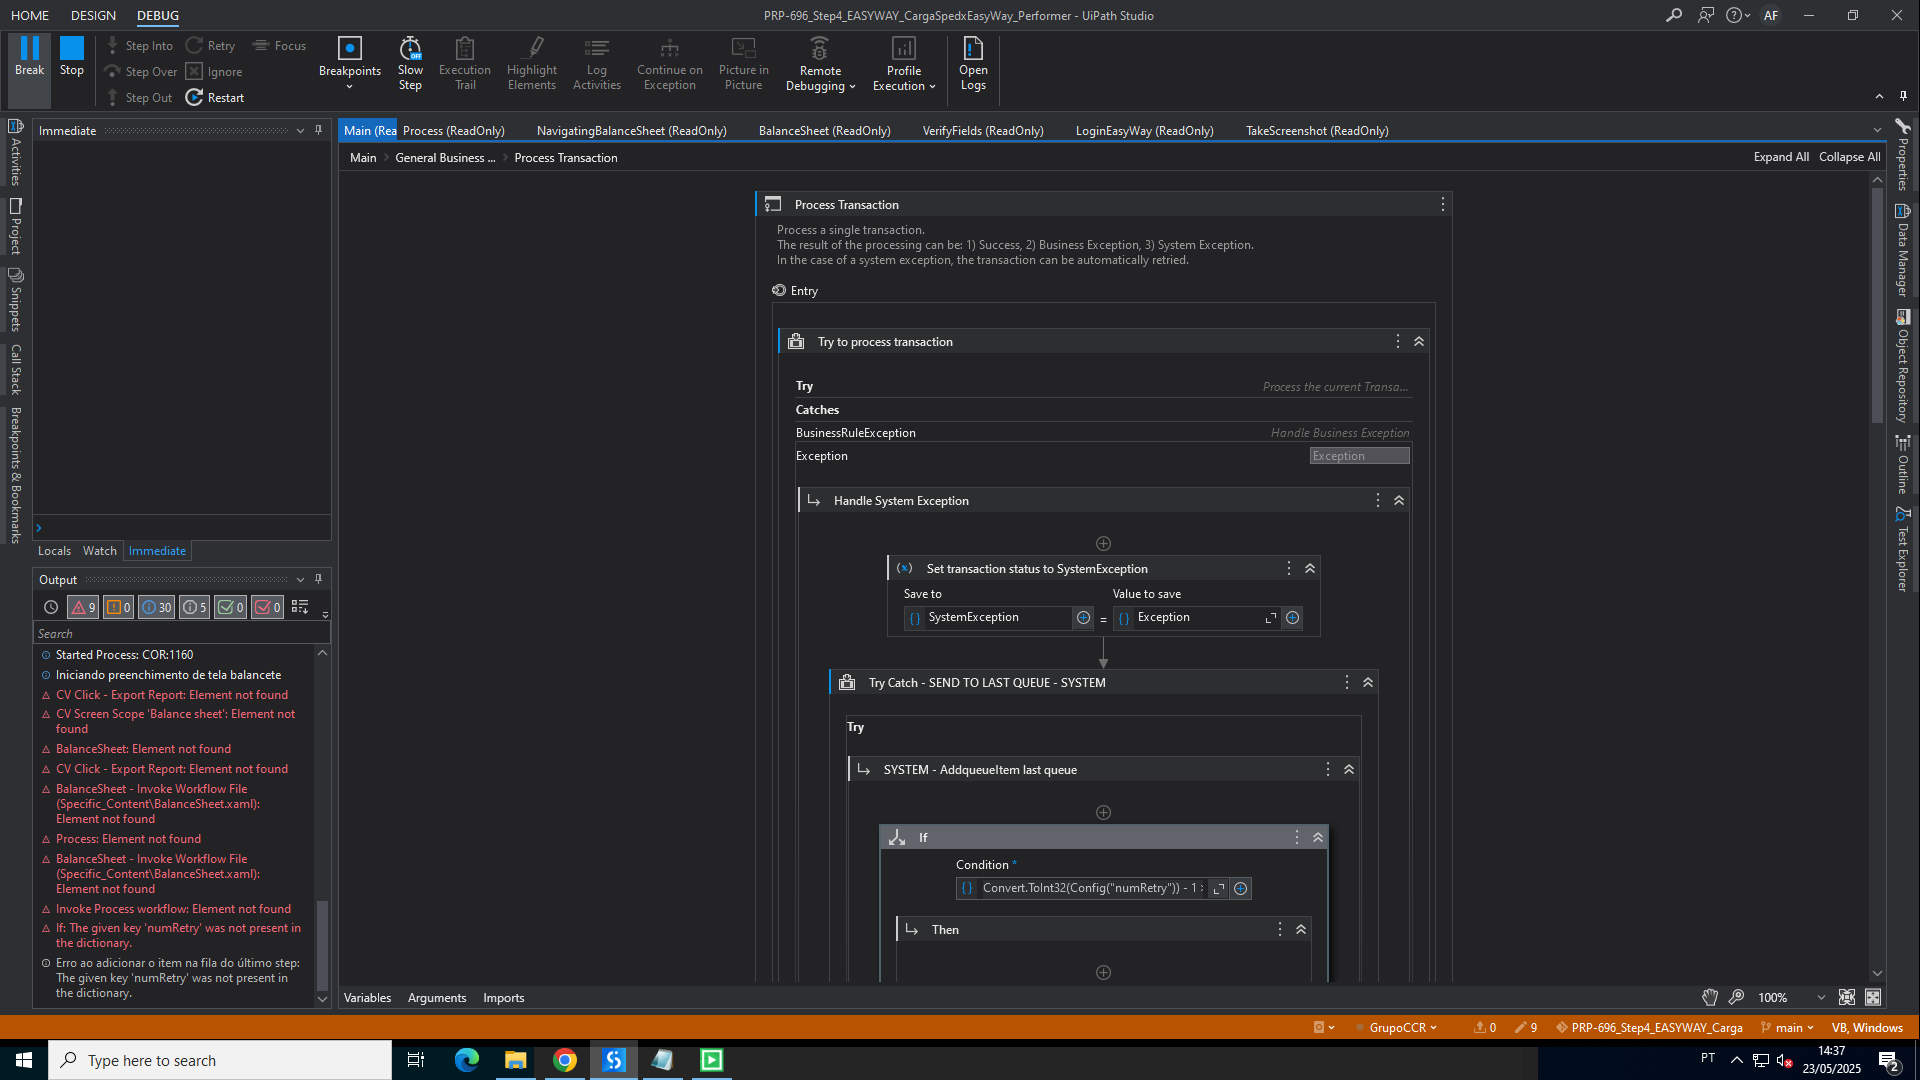 HOME DESIGN DEBUG
PRP-696_Step4_EASYWAY_CargaSpedxEasyWay_Performer - UiPath Studio
AF
Break
Stop
Step Into
Retry
Focus
Step Over
Ignore
Step Out
Restart
Breakpoints
Slow Step
OFF
Execution Trail
Highlight Elements
Log Activities
Continue on Exception
Picture in Picture
Remote Debugging
Profile Execution
Open Logs
Activities
Project
Snippets
Call Stack
Breakpoints & Bookmarks
Immediate
Main (Rea
Process (ReadOnly)
NavigatingBalanceSheet (ReadOnly)
BalanceSheet (ReadOnly)
VerifyFields (ReadOnly)
LoginEasyWay (ReadOnly)
TakeScreenshot (ReadOnly)
Main > General Business ... > Process Transaction
Expand All Collapse All
Process Transaction
Process a single transaction.
The result of the processing can be: 1) Success, 2) Business Exception, 3) System Exception.
In the case of a system exception, the transaction can be automatically retried.
Entry
Try to process transaction
Try
Process the current Transa...
Catches
BusinessRuleException
Handle Business Exception
Exception
Exception
Handle System Exception
(x) Set transaction status to SystemException
Save to
Value to save
{} SystemException
=
{} Exception
Try Catch - SEND TO LAST QUEUE - SYSTEM
Try
SYSTEM - AddqueueItem last queue
If
Condition *
{} Convert.ToInt32(Config("numRetry")) - 1 >
Then
Locals Watch Immediate
Output
9 0 30 5 0 0
Search
Started Process: COR:1160
Iniciando preenchimento de tela balancete
CV Click - Export Report: Element not found
CV Screen Scope 'Balance sheet': Element not
found
BalanceSheet: Element not found
CV Click - Export Report: Element not found
BalanceSheet - Invoke Workflow File
(Specific_Content\BalanceSheet.xaml):
Element not found
Process: Element not found
BalanceSheet - Invoke Workflow File
(Specific_Content\BalanceSheet.xaml):
Element not found
Invoke Process workflow: Element not found
If: The given key 'numRetry' was not present in
the dictionary.
Erro ao adicionar o item na fila do último step:
The given key 'numRetry' was not present in
the dictionary.
Variables Arguments Imports
100%
Properties
Data Manager
Object Repository
Outline
Test Explorer
GrupoCCR
0
9
PRP-696_Step4_EASYWAY_Carga
main
VB, Windows
Type here to search
PT
14:37
23/05/2025
2